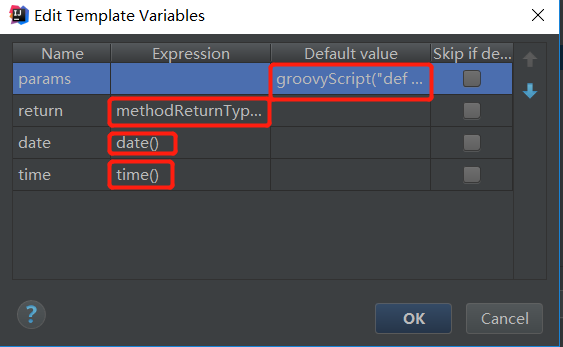 Edit Template Variables
Name Expression Default value Skip if de...
params groovyScript("def ...
return methodReturnTyp...
date date()
time time()
? OK Cancel